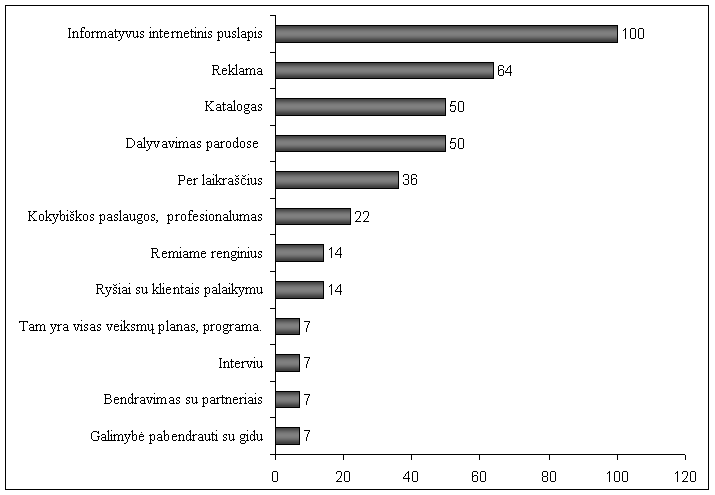 Informatyvus internetinis puslapis 100
Reklama 64
Katalogas 50
Dalyvavimas parodose 50
Per laikraščius 36
Kokybiškos paslaugos, profesionalumas 22
Remiame renginius 14
Ryšiai su klientais palaikymu 14
Tam yra visas veiksmų planas, programa. 7
Interviu 7
Bendravimas su partneriais 7
Galimybė pabendrauti su gidu 7
0 20 40 60 80 100 120